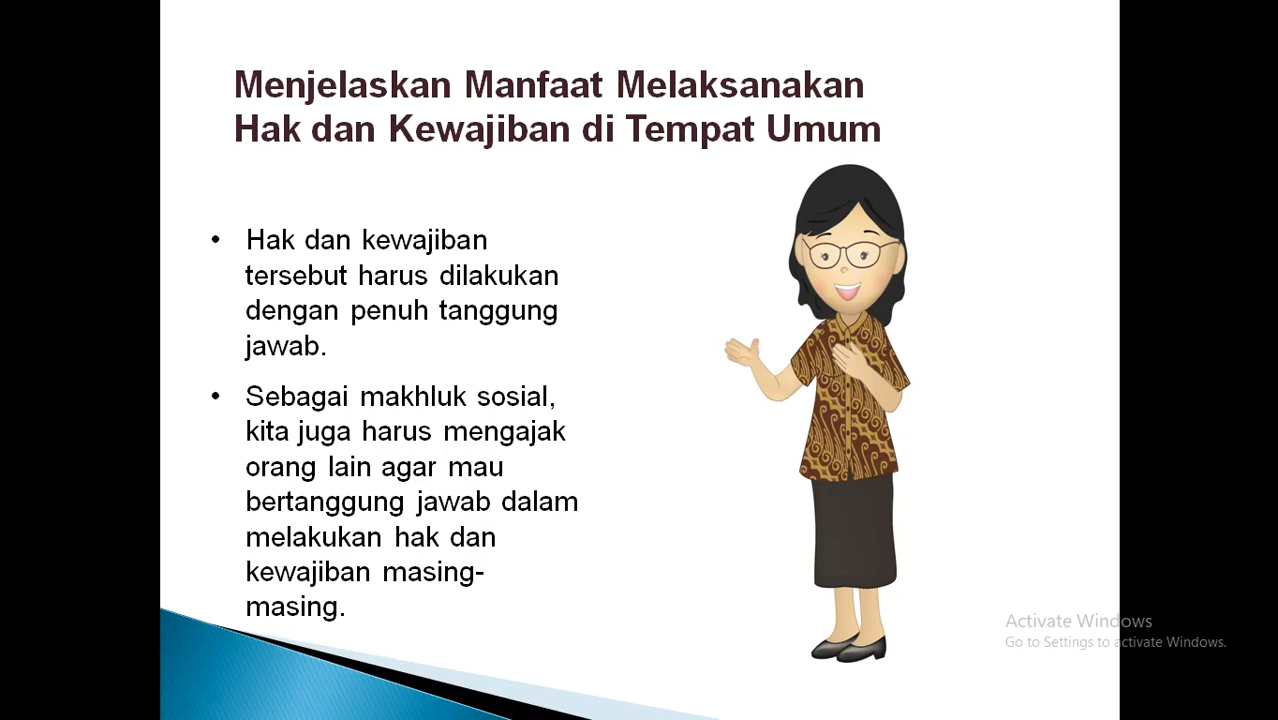 Menjelaskan Manfaat Melaksanakan
Hak dan Kewajiban di Tempat Umum
• Hak dan kewajiban
tersebut harus dilakukan
dengan penuh tanggung
jawab.
• Sebagai makhluk sosial,
kita juga harus mengajak
orang lain agar mau
bertanggung jawab dalam
melakukan hak dan
kewajiban masing-
masing.
Activate Windows
Go to Settings to activate Windows.